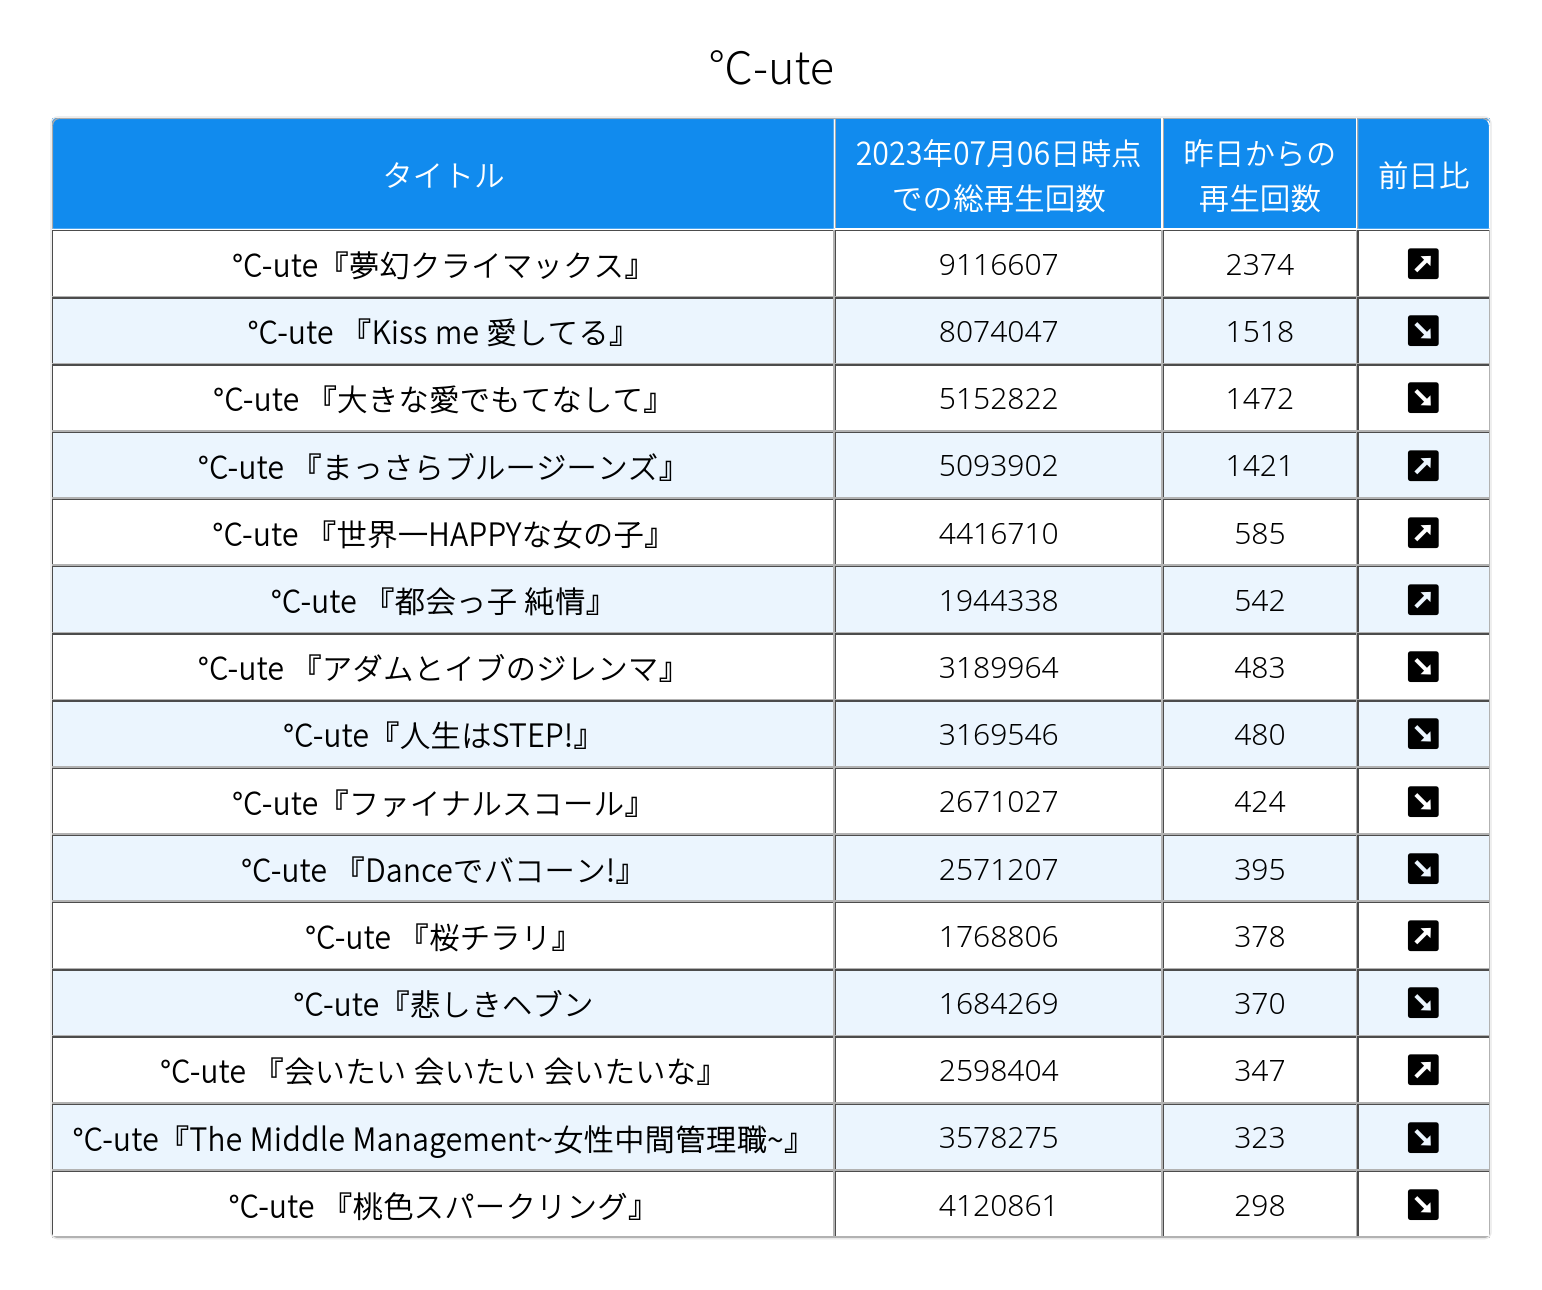 ℃-ute
タイトル 2023年07月06日時点での総再生回数 昨日からの再生回数 前日比
℃-ute『夢幻クライマックス』 9116607 2374 ↗
℃-ute 『Kiss me 愛してる』 8074047 1518 ↘
℃-ute 『大きな愛でもてなして』 5152822 1472 ↘
℃-ute 『まっさらブルージーンズ』 5093902 1421 ↗
℃-ute 『世界一HAPPYな女の子』 4416710 585 ↗
℃-ute 『都会っ子 純情』 1944338 542 ↗
℃-ute 『アダムとイブのジレンマ』 3189964 483 ↘
℃-ute『人生はSTEP!』 3169546 480 ↘
℃-ute『ファイナルスコール』 2671027 424 ↘
℃-ute 『Danceでバコーン!』 2571207 395 ↘
℃-ute 『桜チラリ』 1768806 378 ↗
℃-ute『悲しきヘブン 1684269 370 ↘
℃-ute 『会いたい 会いたい 会いたいな』 2598404 347 ↗
℃-ute『The Middle Management~女性中間管理職~』 3578275 323 ↘
℃-ute 『桃色スパークリング』 4120861 298 ↘